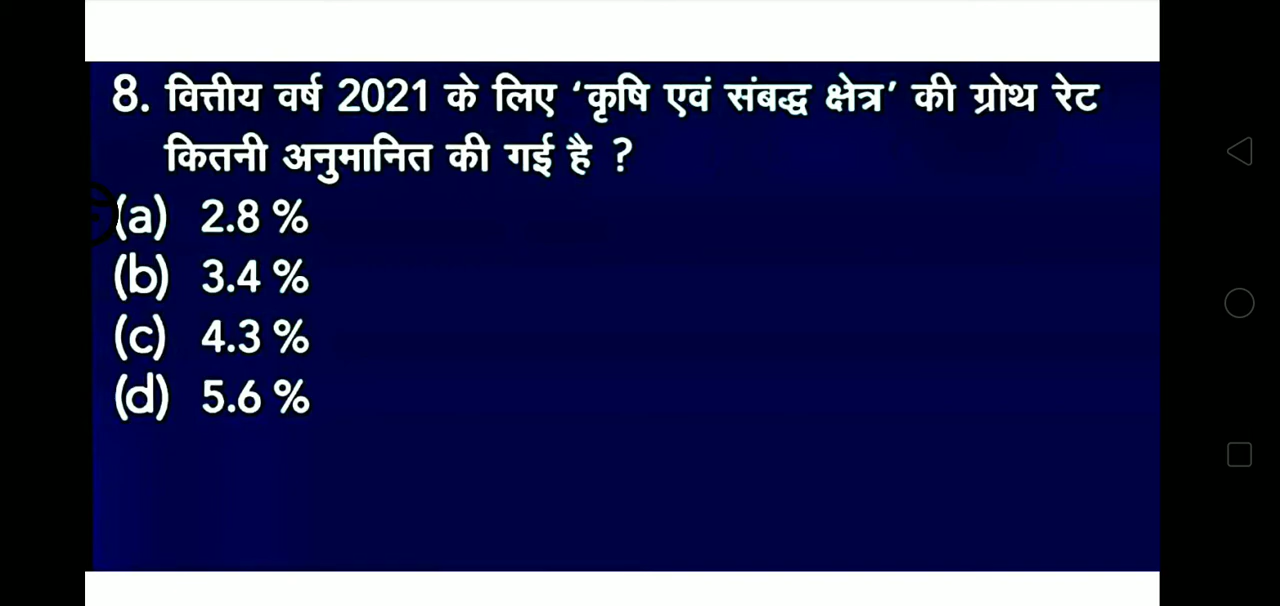 8. वित्तीय वर्ष 2021 के लिए ‘कृषि एवं संबद्ध क्षेत्र’ की ग्रोथ रेट
कितनी अनुमानित की गई है ?
(a) 2.8 %
(b) 3.4 %
(c) 4.3 %
(d) 5.6 %